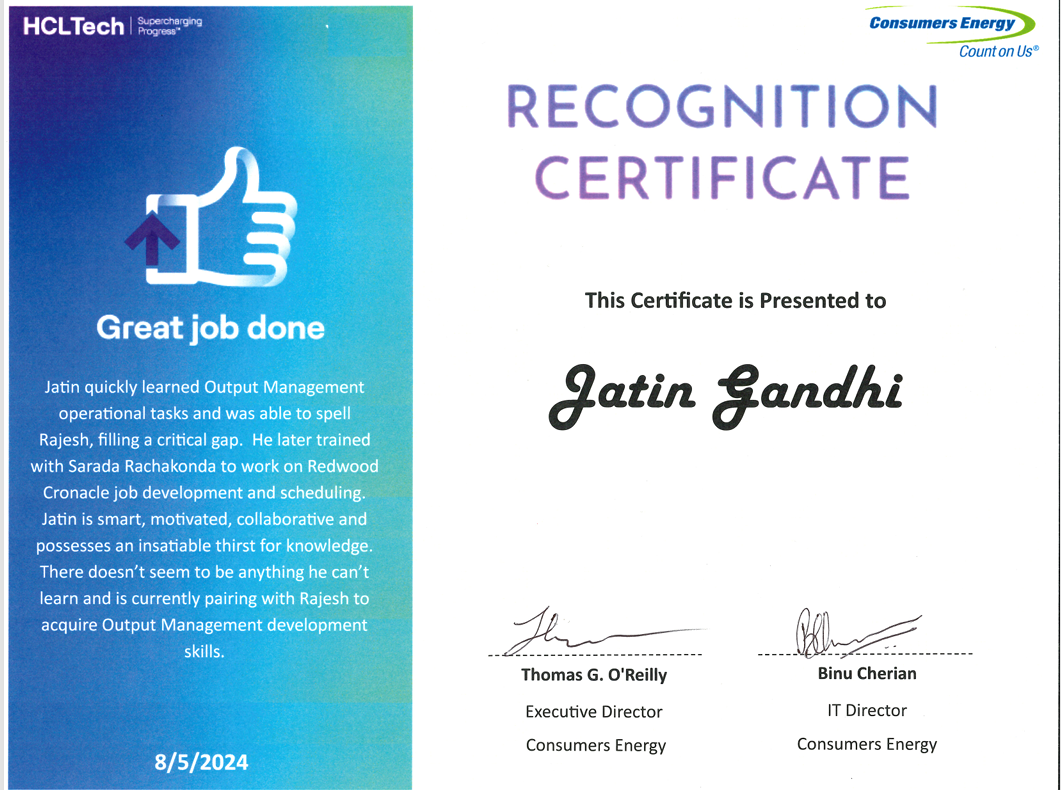 HCLTech | Supercharging
Progress™
Great job done
Jatin quickly learned Output Management
operational tasks and was able to spell
Rajesh, filling a critical gap.  He later trained
with Sarada Rachakonda to work on Redwood
Cronacle job development and scheduling.
Jatin is smart, motivated, collaborative and
possesses an insatiable thirst for knowledge.
There doesn't seem to be anything he can't
learn and is currently pairing with Rajesh to
acquire Output Management development
skills.
8/5/2024
Consumers Energy
Count on Us®
RECOGNITION
CERTIFICATE
This Certificate is Presented to
Jatin Gandhi
Thomas G. O'Reilly
Executive Director
Consumers Energy
Binu Cherian
IT Director
Consumers Energy